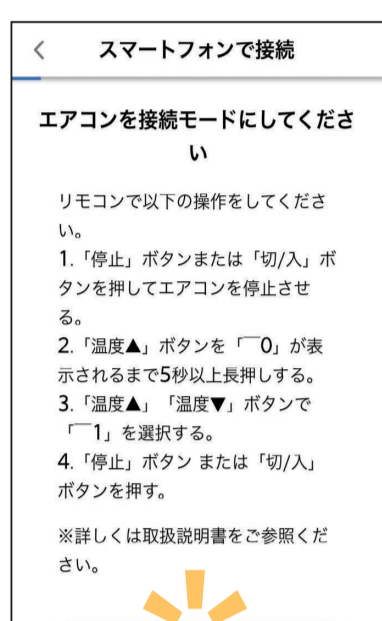 スマートフォンで接続
エアコンを接続モードにしてくださ
い
リモコンで以下の操作をしてくださ
い。
1.「停止」ボタンまたは「切/入」ボ
タンを押してエアコンを停止させ
る。
2.「温度▲」ボタンを「￣0」が表
示されるまで5秒以上長押しする。
3.「温度▲」「温度▼」ボタンで
「￣1」を選択する。
4.「停止」ボタン または「切/入」
ボタンを押す。
※詳しくは取扱説明書をご参照くだ
さい。